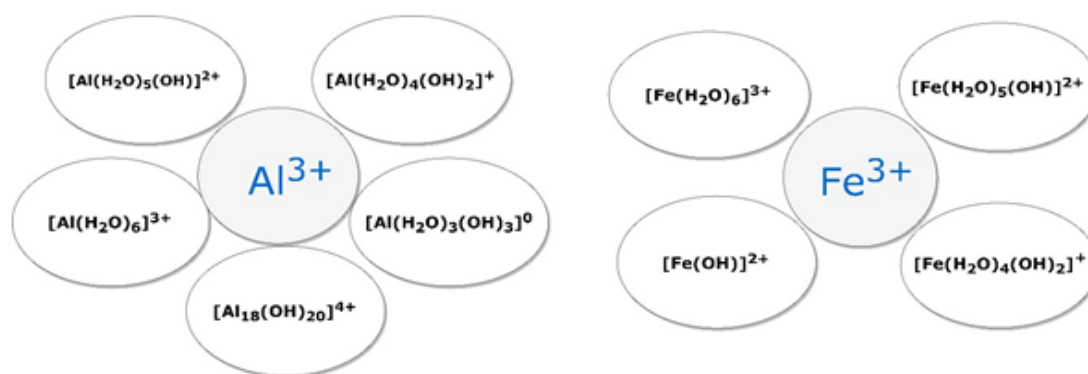 [Al(H₂O)₅(OH)]²⁺
[Al(H₂O)₄(OH)₂]⁺
Al³⁺
[Al(H₂O)₆]³⁺
[Al(H₂O)₃(OH)₃]⁰
[Al₁₈(OH)₂₀]⁴⁺
[Fe(H₂O)₆]³⁺
[Fe(H₂O)₅(OH)]²⁺
Fe³⁺
[Fe(OH)]²⁺
[Fe(H₂O)₄(OH)₂]⁺